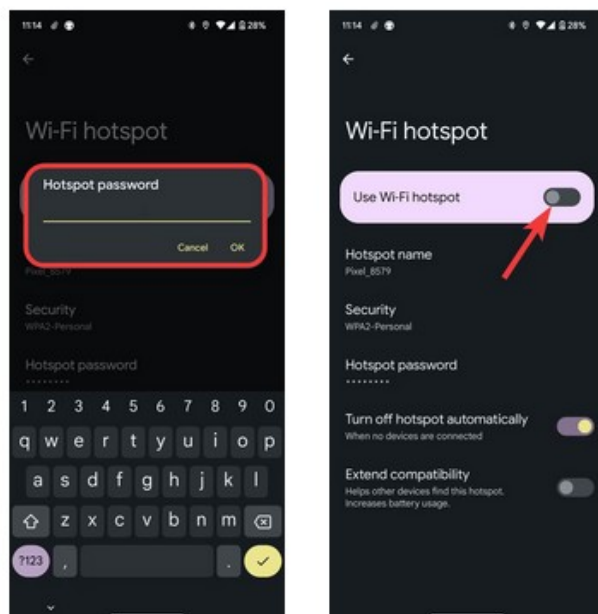 11:14
28%
Wi-Fi hotspot
Hotspot password
Cancel OK
Pixel_8579
Security
WPA2-Personal
Hotspot password
1 2 3 4 5 6 7 8 9 0
q w e r t y u i o p
a s d f g h j k l
z x c v b n m
?123 , .
11:14
28%
Wi-Fi hotspot
Use Wi-Fi hotspot
Hotspot name
Pixel_8579
Security
WPA2-Personal
Hotspot password
••••••••
Turn off hotspot automatically
When no devices are connected
Extend compatibility
Helps other devices find this hotspot.
Increases battery usage.